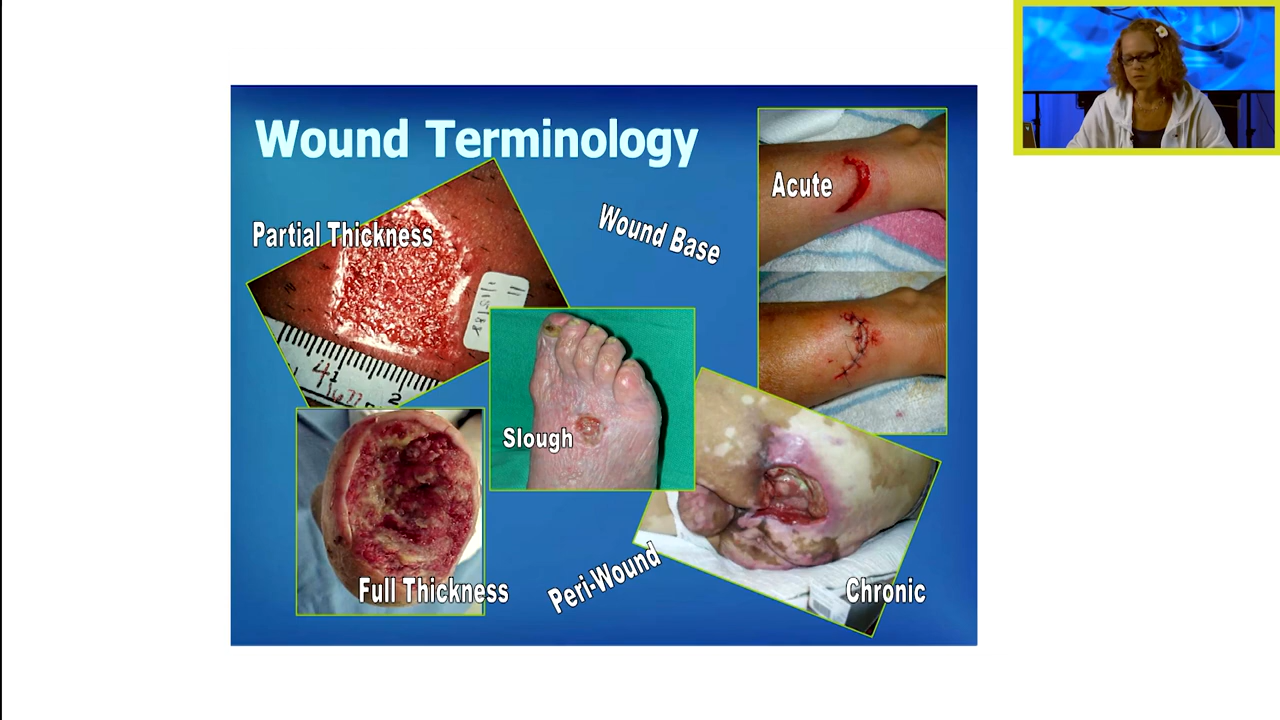 Wound Terminology
Acute
Partial Thickness
Wound Base
Slough
Full Thickness
Peri-Wound
Chronic